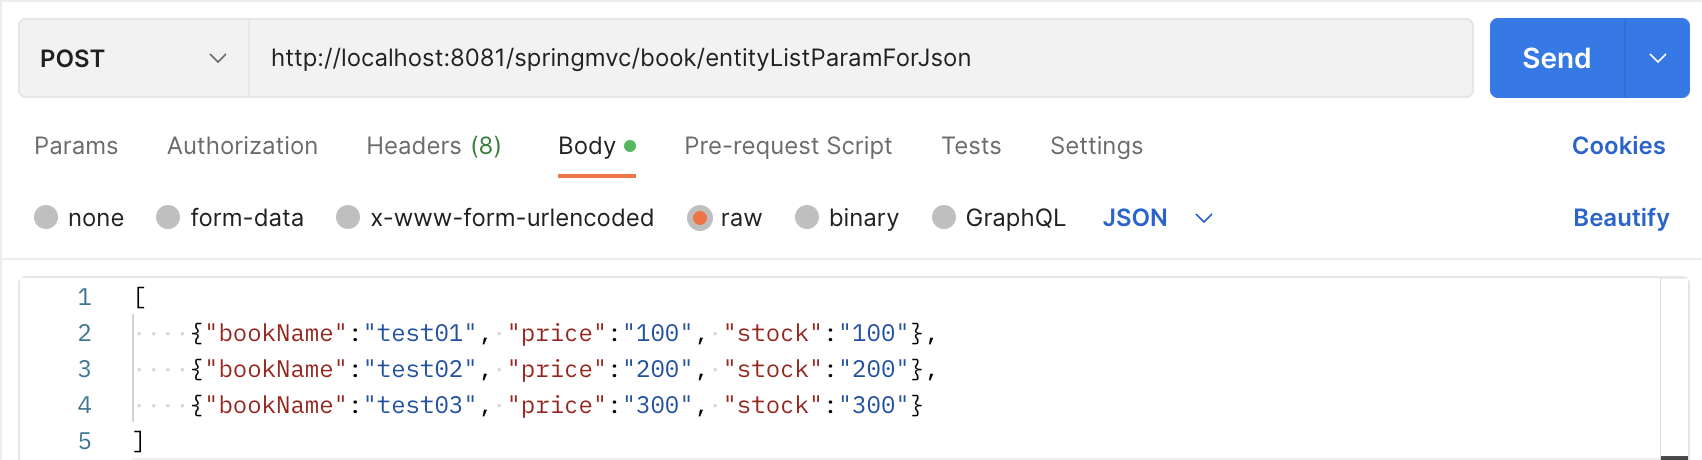 POST http://localhost:8081/springmvc/book/entityListParamForJson Send
Params Authorization Headers (8) Body Pre-request Script Tests Settings Cookies
none form-data x-www-form-urlencoded raw binary GraphQL JSON Beautify
1 [
2 {"bookName":"test01", "price":"100", "stock":"100"},
3 {"bookName":"test02", "price":"200", "stock":"200"},
4 {"bookName":"test03", "price":"300", "stock":"300"}
5 ]